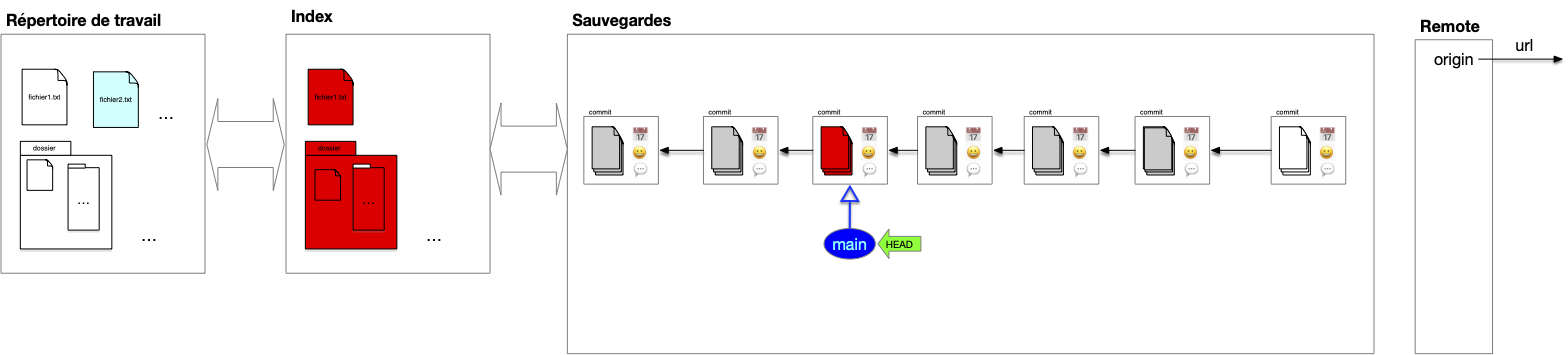 Répertoire de travail
Index
Sauvegardes
Remote
url
origin
fichier1.txt
fichier2.txt
...
fichier1.txt
commit
commit
commit
commit
commit
commit
commit
17
17
17
17
17
17
17
dossier
...
...
dossier
...
...
main
HEAD